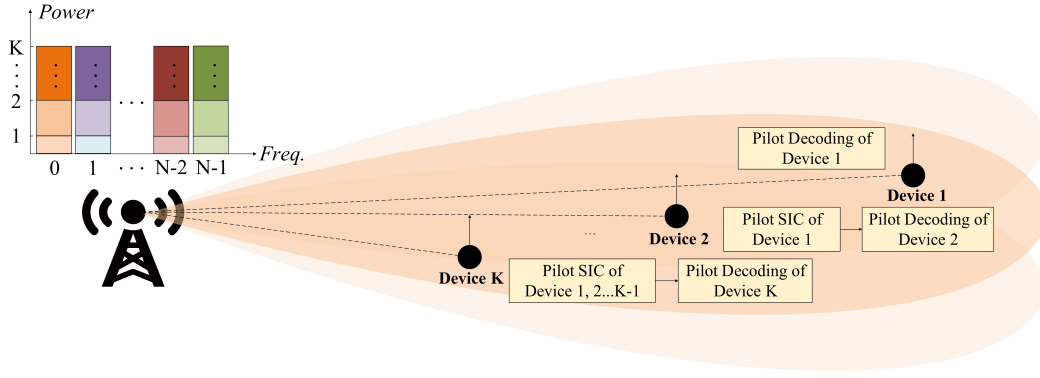 Power
K
2
1
0 1 . . . N-2 N-1
Freq.
Pilot Decoding of
Device 1
Device 1
Pilot SIC of
Device 1
Pilot Decoding of
Device 2
Device 2
...
Device K
Pilot SIC of
Device 1, 2...K-1
Pilot Decoding of
Device K